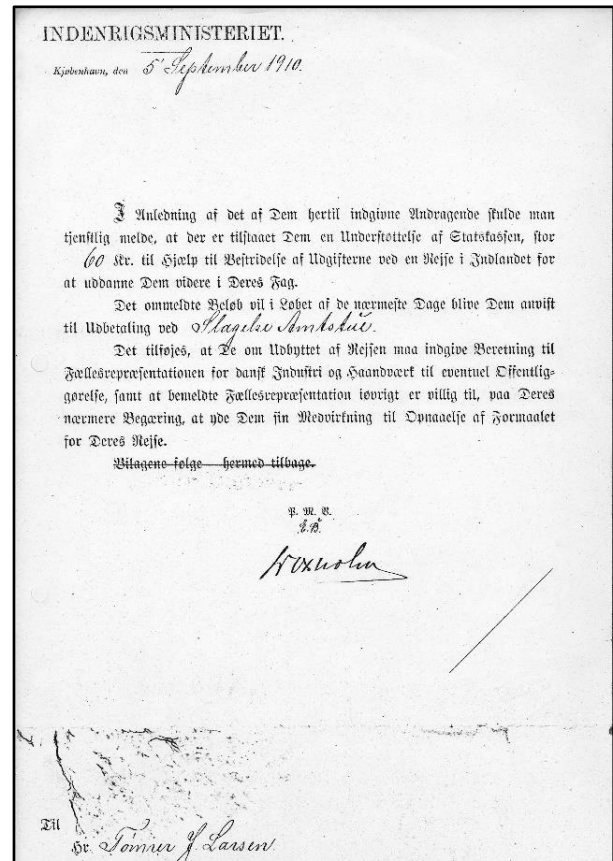 INDENRIGSMINISTERIET.
Kjøbenhavn, den 5' September 1910.
I Anledning af det af Dem hertil indgivne Andragende skulde man
tjenstlig melde, at der er tilstaaet Dem en Understøttelse af Statskassen, stor
60 Kr. til Hjælp til Bestridelse af Udgifterne ved en Rejse i Indlandet for
at uddanne Dem videre i Deres Fag.
Det ommeldte Beløb vil i Løbet af de nærmeste Dage blive Dem anvist
til Udbetaling ved Slagelse Amtstue.
Det tilføjes, at De om Udbyttet af Rejsen maa indgive Beretning til
Fællesrepræsentationen for dansk Industri og Haandværk til eventuel Offentlig-
gørelse, samt at bemeldte Fællesrepræsentation iøvrigt er villig til, paa Deres
nærmere Begæring, at yde Dem sin Medvirkning til Opnaaelse af Formaalet
for Deres Rejse.
Bilagene følge hermed tilbage.
P. M. V.
E. B.
Til
Hr. Tømrer J. Larsen